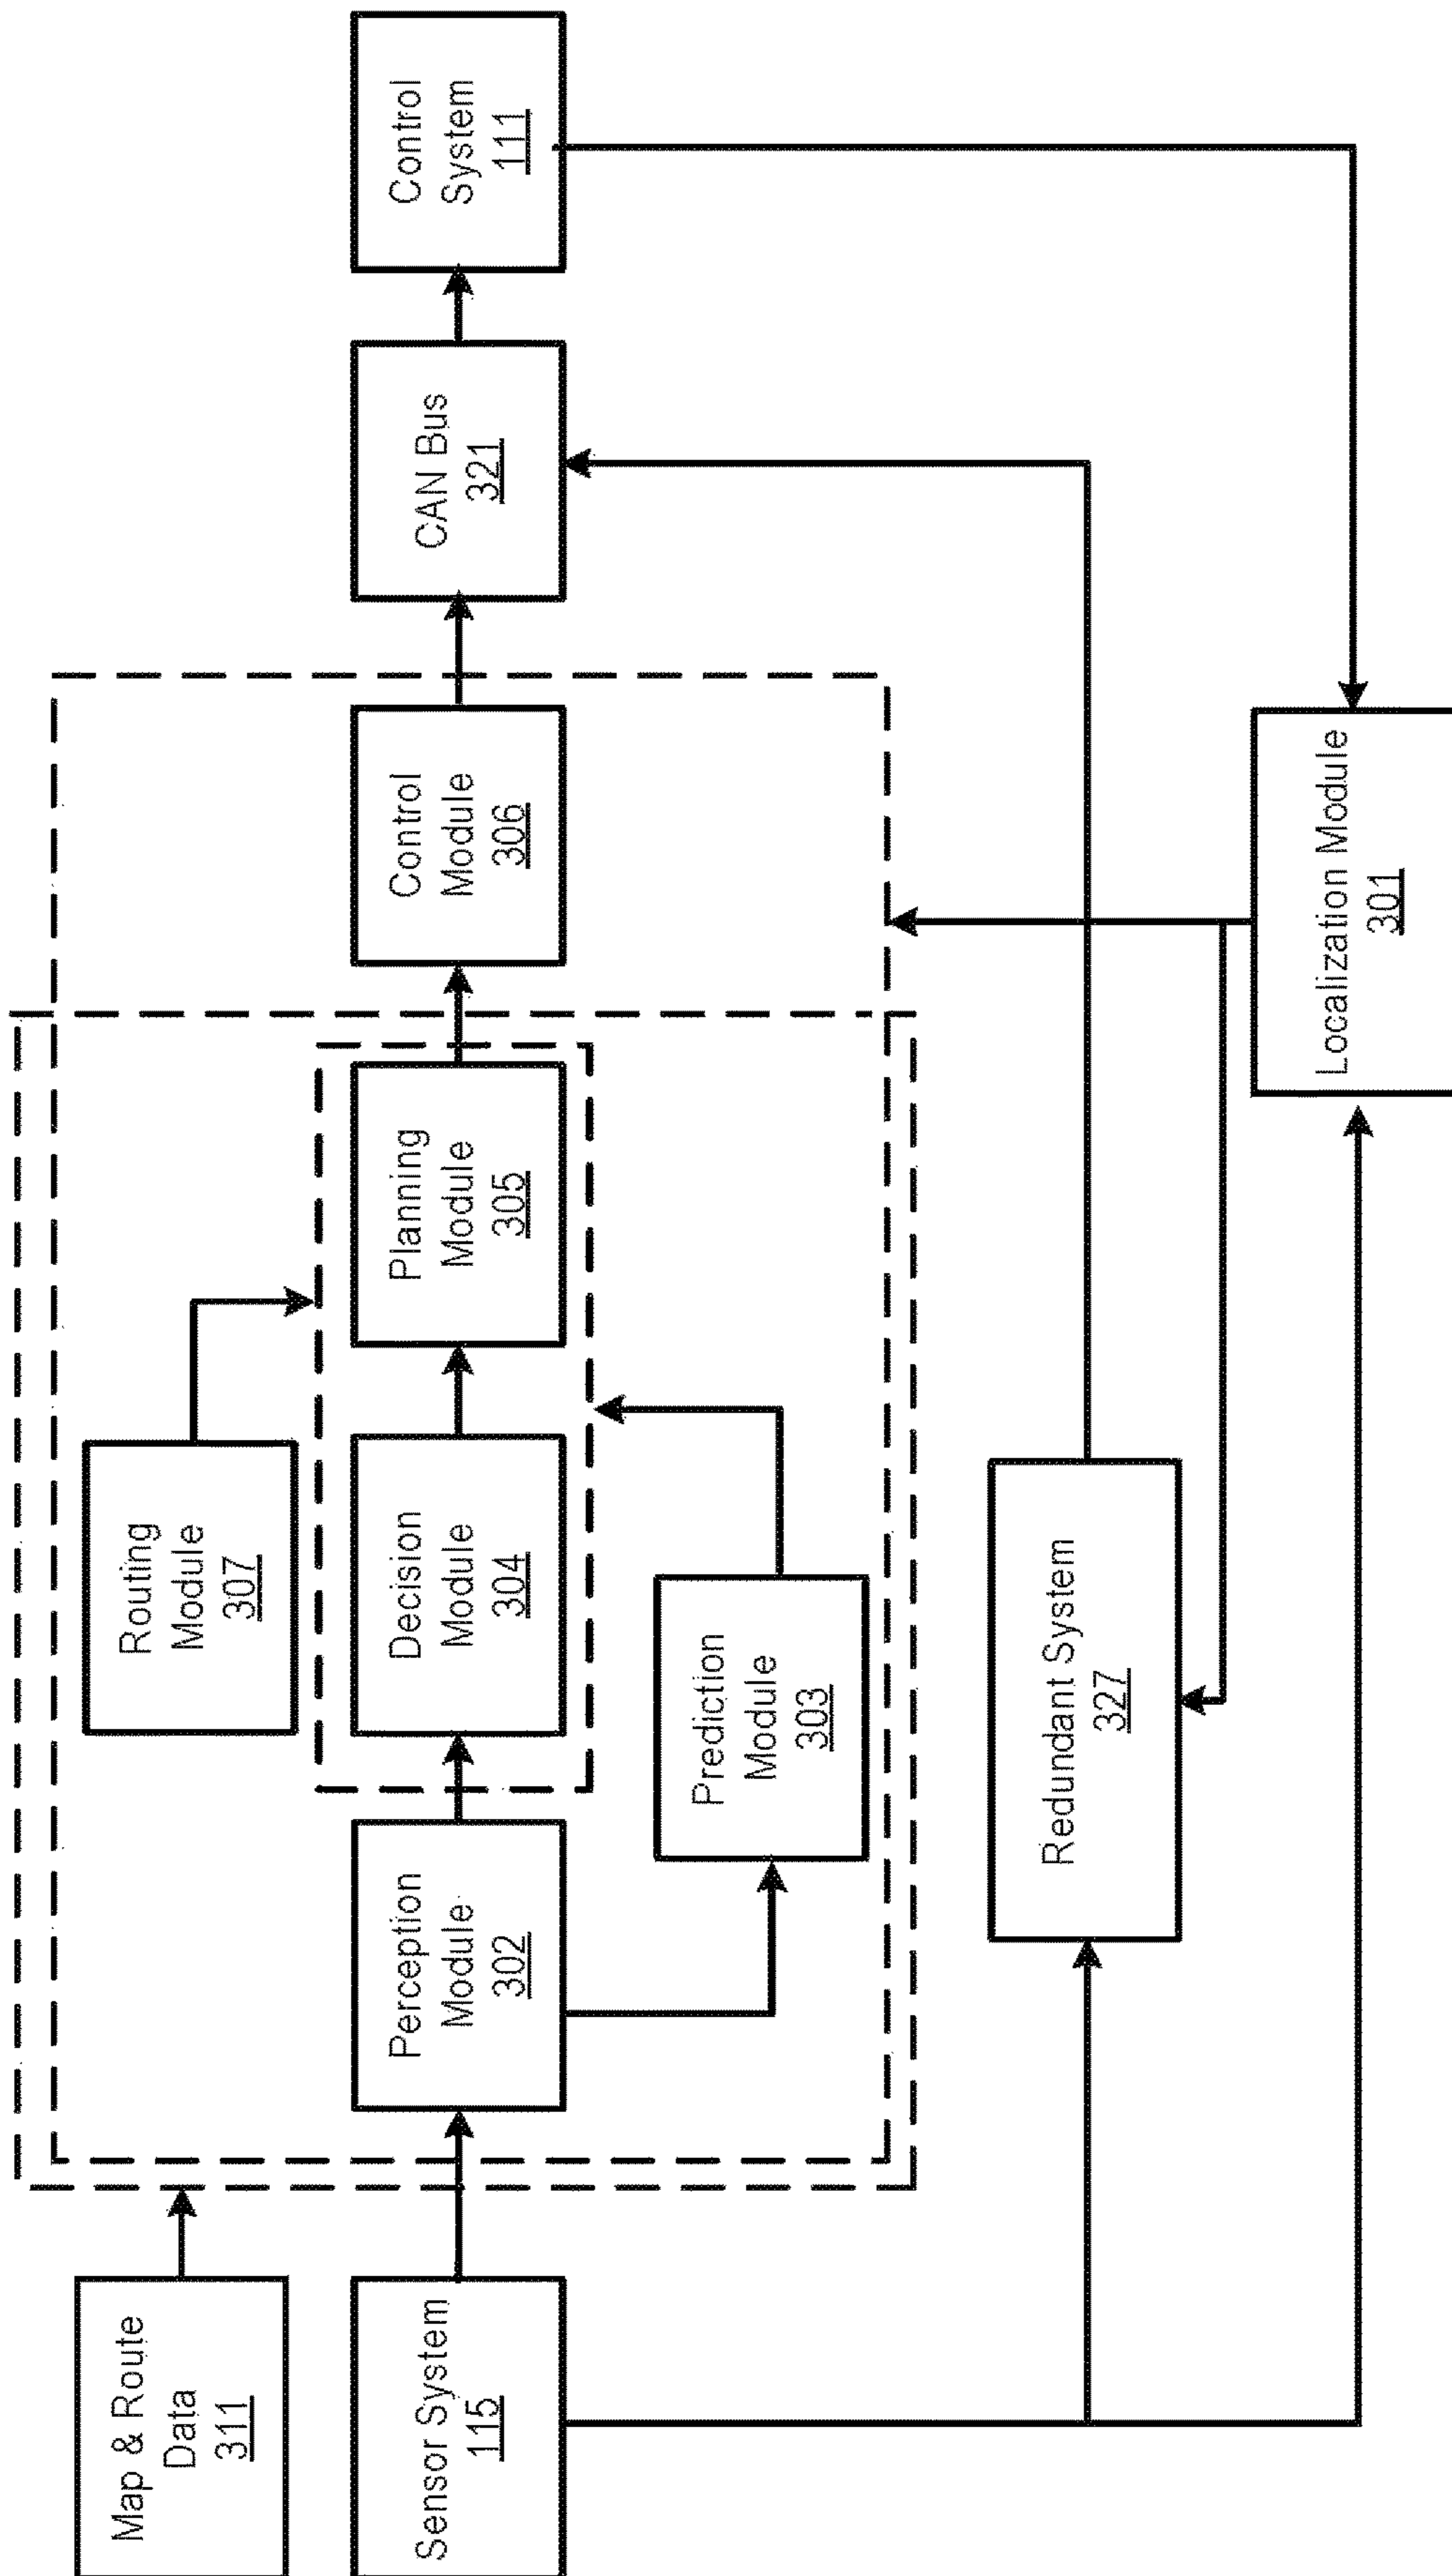 Map & Route
Data
311
Routing
Module
307
Sensor System
115
Perception
Module
302
Decision
Module
304
Planning
Module
305
Control
Module
306
CAN Bus
321
Control
System
111
Prediction
Module
303
Redundant System
327
Localization Module
301